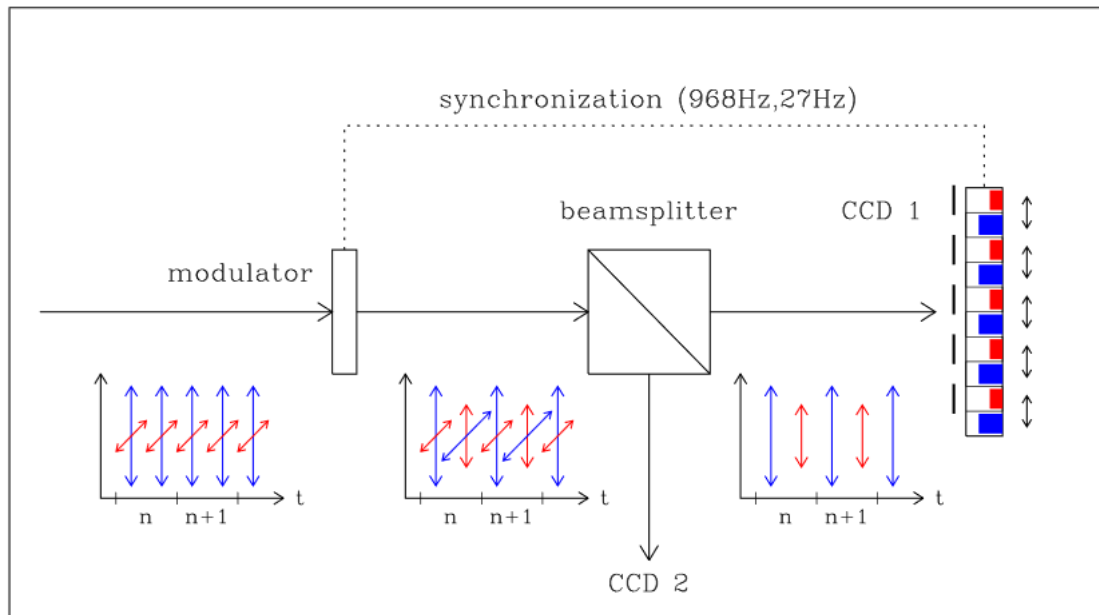 synchronization (968Hz,27Hz)
beamsplitter
CCD 1
modulator
t
n
n+1
t
n
n+1
t
n
n+1
CCD 2